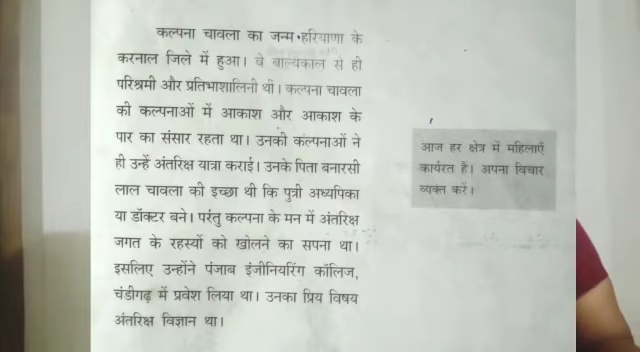 कल्पना चावला का जन्म हरियाणा के
करनाल जिले में हुआ। वे बाल्यकाल से ही
परिश्रमी और प्रतिभाशालिनी थीं। कल्पना चावला
की कल्पनाओं में आकाश और आकाश के
पार का संसार रहता था। उनकी कल्पनाओं ने
ही उन्हें अंतरिक्ष यात्रा कराई। उनके पिता बनारसी
लाल चावला की इच्छा थी कि पुत्री अध्यपिका
या डॉक्टर बने। परंतु कल्पना के मन में अंतरिक्ष
जगत के रहस्यों को खोलने का सपना था।
इसलिए उन्होंने पंजाब इंजीनियरिंग कॉलिज,
चंडीगढ़ में प्रवेश लिया था। उनका प्रिय विषय
अंतरिक्ष विज्ञान था।
आज हर क्षेत्र में महिलाएँ
कार्यरत हैं। अपना विचार
व्यक्त करें।